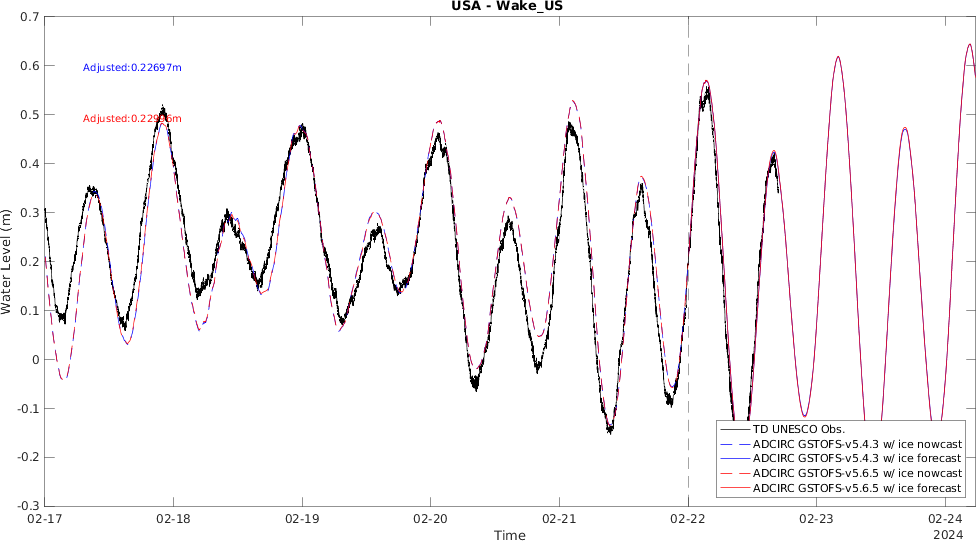 USA - Wake_US
0.7
0.6
0.5
0.4
0.3
0.2
0.1
0
-0.1
-0.2
-0.3
Water Level (m)
Adjusted:0.22697m
Adjusted:0.22996m
TD UNESCO Obs.
ADCIRC GSTOFS-v5.4.3 w/ ice nowcast
ADCIRC GSTOFS-v5.4.3 w/ ice forecast
ADCIRC GSTOFS-v5.6.5 w/ ice nowcast
ADCIRC GSTOFS-v5.6.5 w/ ice forecast
02-17 02-18 02-19 02-20 02-21 02-22 02-23 02-24
Time
2024